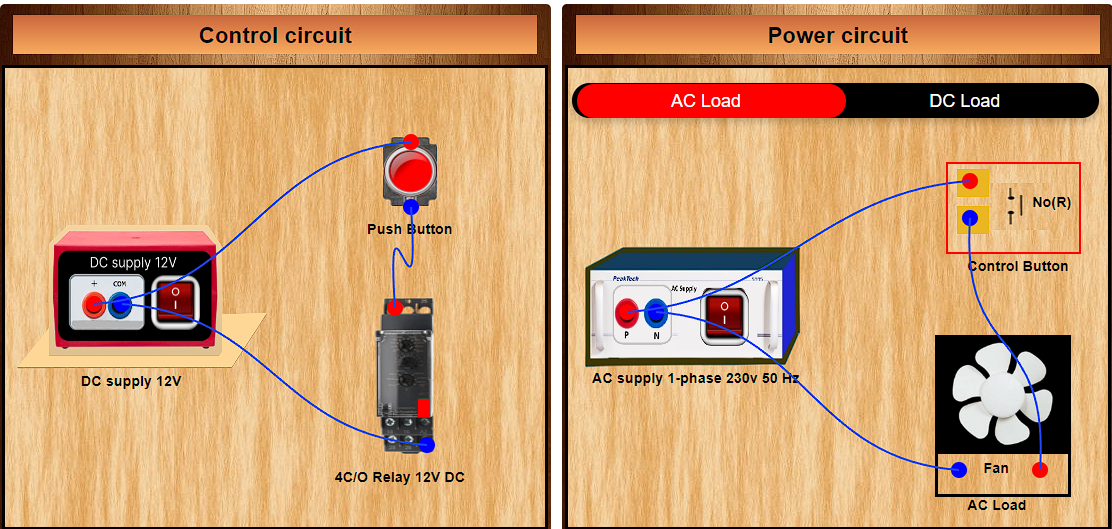 Control circuit
DC supply 12V
+ COM
O
I
DC supply 12V
Push Button
4C/O Relay 12V DC
Power circuit
AC Load DC Load
No(R)
Control Button
PeakTech
AC Supply
O
I
P N
AC supply 1-phase 230v 50 Hz
Fan
AC Load